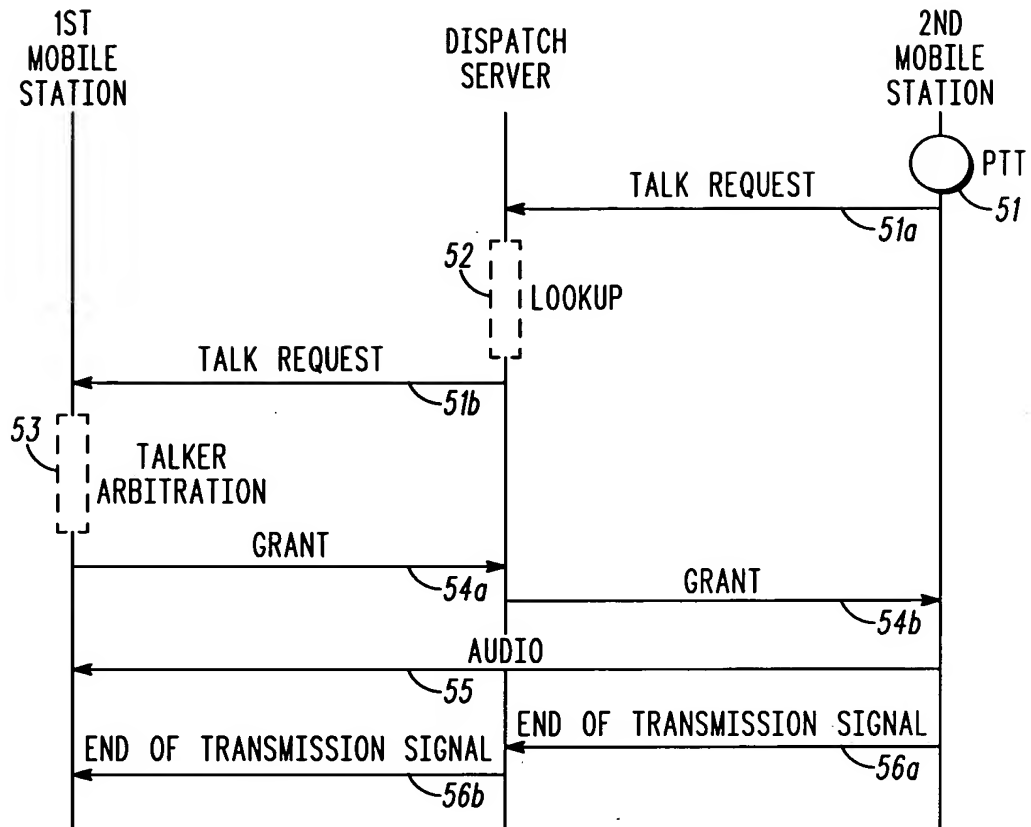 1ST
MOBILE
STATION
DISPATCH
SERVER
2ND
MOBILE
STATION
PTT
51
TALK REQUEST
51a
52
LOOKUP
TALK REQUEST
51b
53
TALKER
ARBITRATION
GRANT
54a
GRANT
54b
AUDIO
55
END OF TRANSMISSION SIGNAL
56a
END OF TRANSMISSION SIGNAL
56b